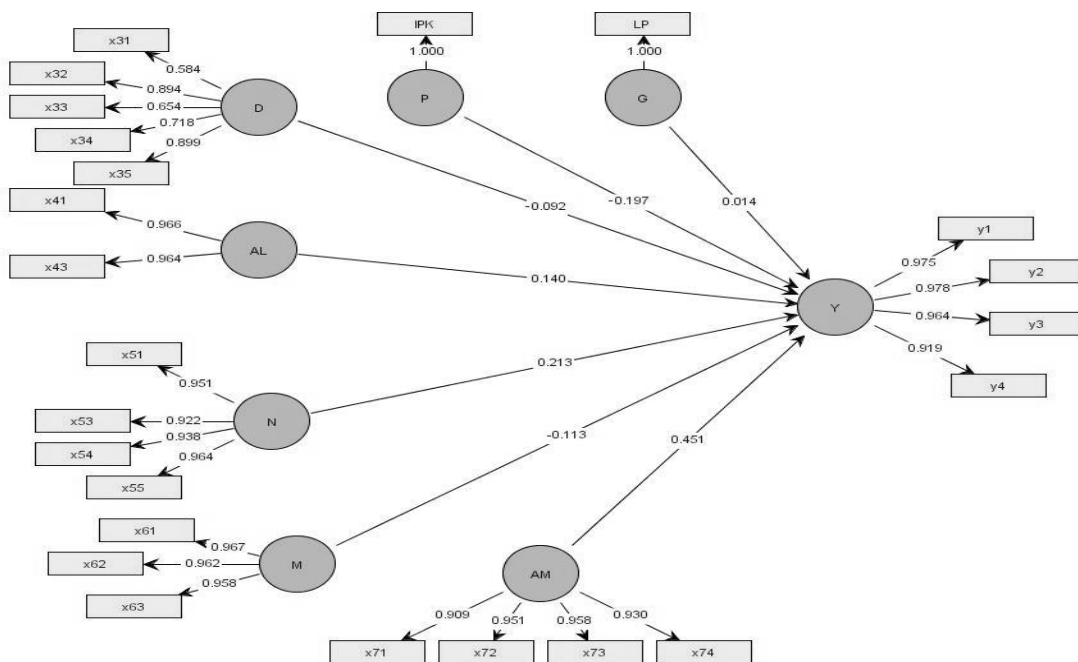 IPK
LP
x31
1.000
1.000
0.584
x32
0.894
D
P
G
x33
0.654
x34
0.718
0.899
x35
x41
0.966
-0.092
-0.197
0.014
y1
AL
0.975
x43
0.964
y2
0.140
0.978
Y
0.964
y3
x51
0.213
0.919
0.951
y4
x53
0.922
N
x54
0.938
-0.113
0.451
0.964
x55
x61
0.967
x62
0.962
M
AM
0.958
x63
0.909
0.951
0.958
0.930
x71
x72
x73
x74